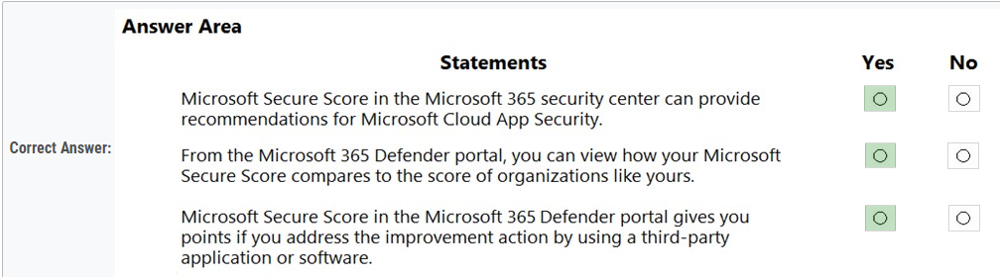 Answer Area
Statements Yes No
Microsoft Secure Score in the Microsoft 365 security center can provide
recommendations for Microsoft Cloud App Security.
Correct Answer:
From the Microsoft 365 Defender portal, you can view how your Microsoft
Secure Score compares to the score of organizations like yours.
Microsoft Secure Score in the Microsoft 365 Defender portal gives you
points if you address the improvement action by using a third-party
application or software.